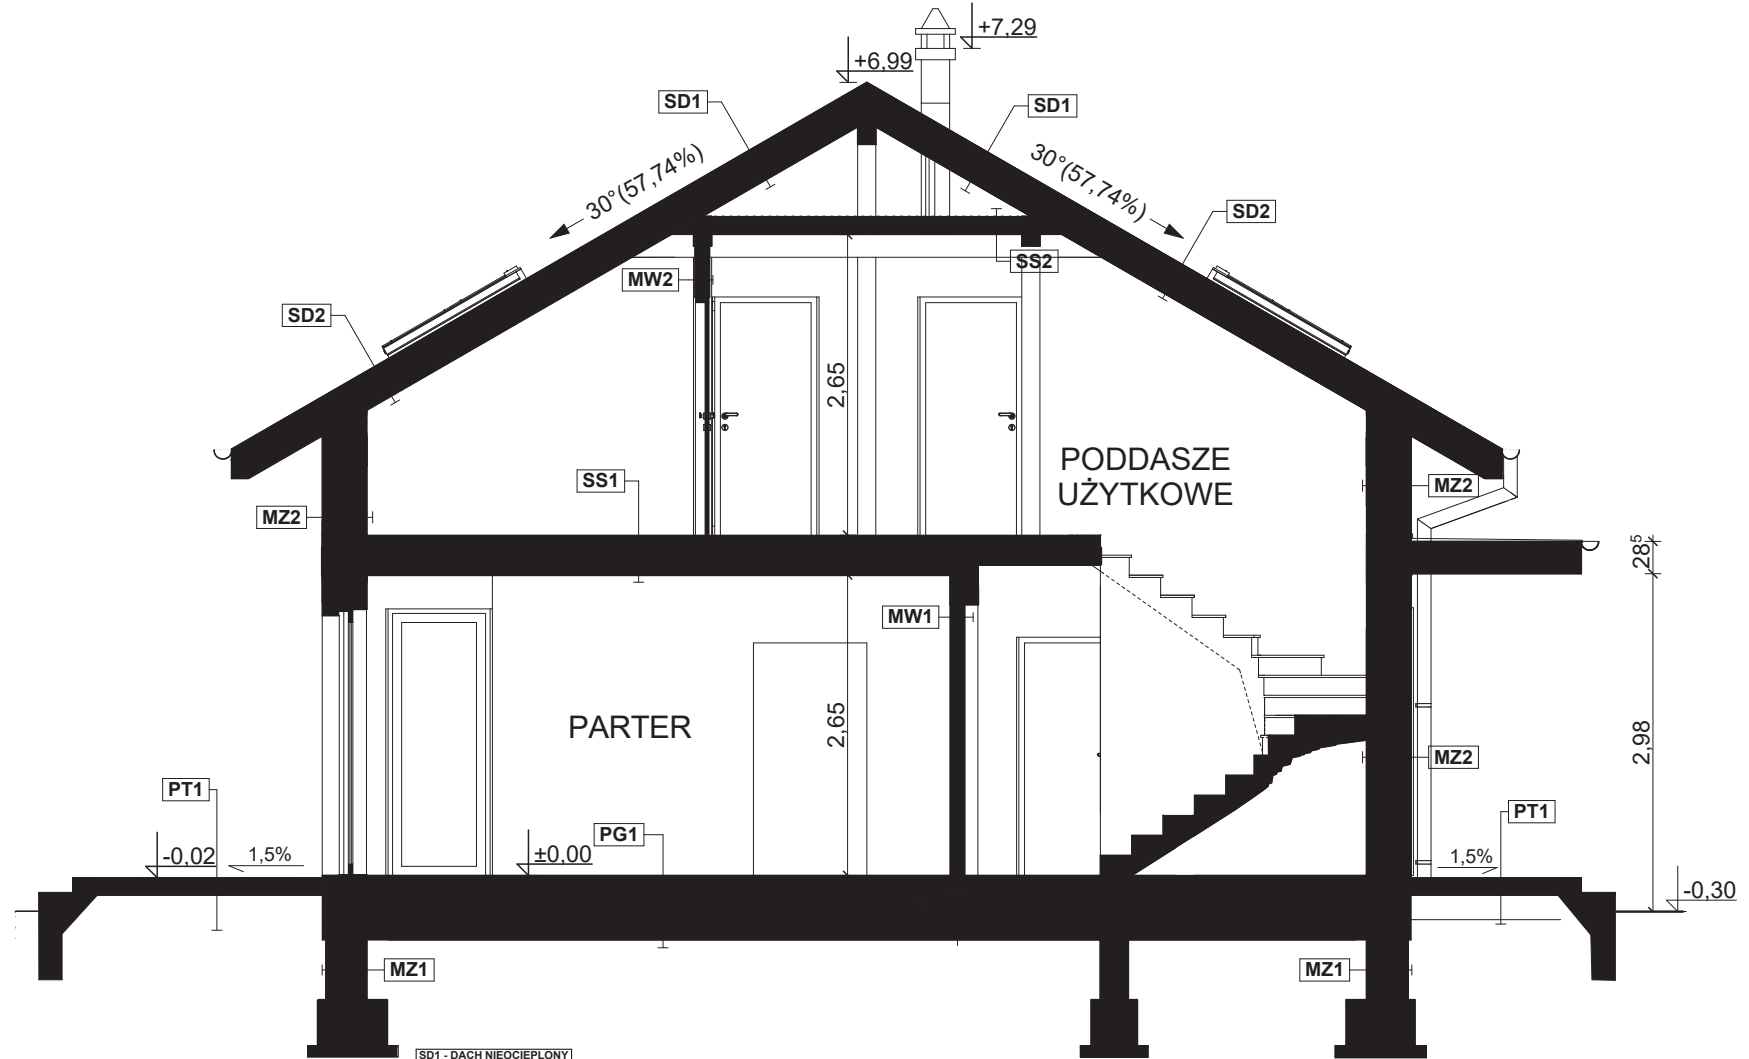 +7,29
+6,99
SD1
SD1
30°(57,74%)
30°(57,74%)
SD2
SS2
MW2
SD2
2,65
PODDASZE
UŻYTKOWE
SS1
MZ2
MZ2
28⁵
MW1
PARTER
2,65
2,98
MZ2
PT1
PT1
PG1
-0,02
1,5%
±0,00
1,5%
-0,30
MZ1
MZ1
SD1 - DACH NIEOCIEPLONY